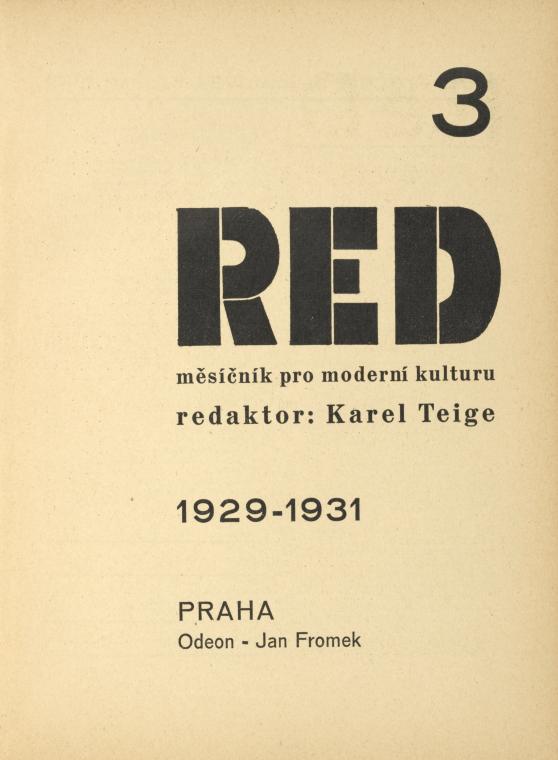 3
RED
měsíčník pro moderní kulturu
redaktor: Karel Teige
1929-1931
PRAHA
Odeon - Jan Fromek